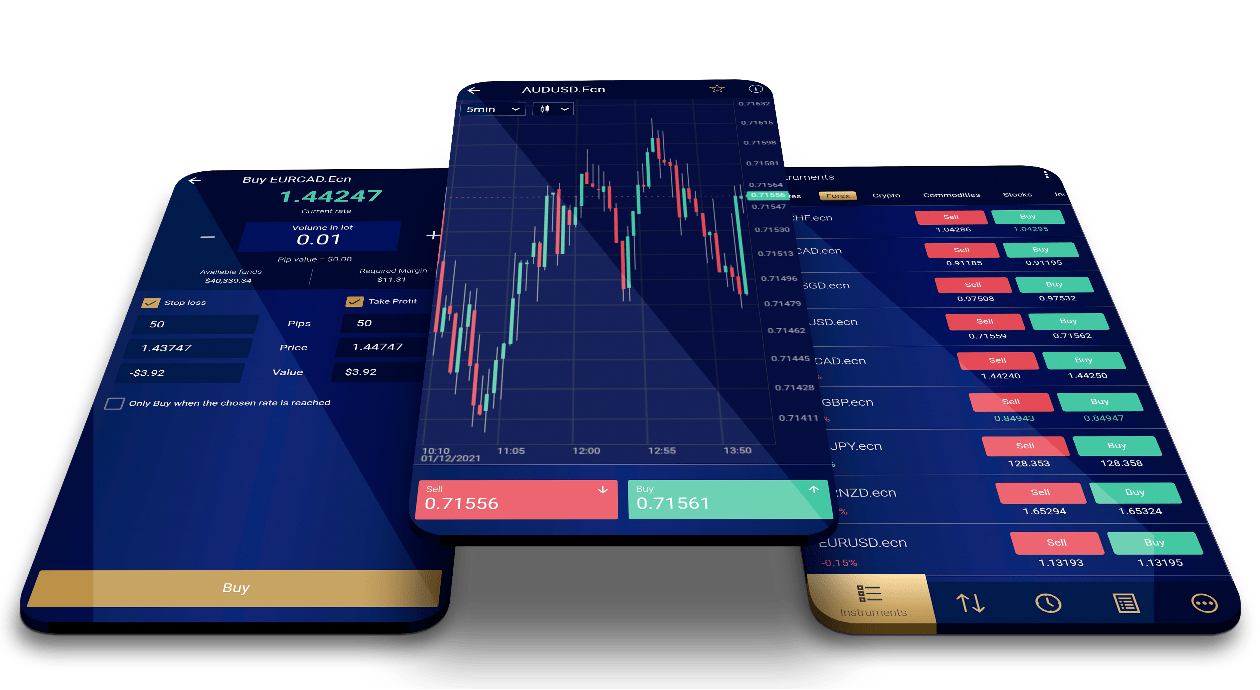 Buy EURCAD.Ecn
1.44247
Current rate
Volume in lot
0.01
Pip value = $0.08
Available funds
Required Margin
$11.31
Stop loss
Take Profit
50
Pips
50
1.43747
Price
1.44747
-$3.92
Value
$3.92
Only Buy when the chosen rate is reached
Buy
AUDUSD.Ecn
5min
0.71632
0.71615
0.71598
0.71581
0.71564
0.71556
0.71547
0.71530
0.71513
0.71496
0.71479
0.71462
0.71445
0.71428
0.71411
10:10
11:05
12:00
12:55
13:50
01/12/2021
Sell
0.71556
Buy
0.71561
Forex
Crypto
Commodities
Stocks
HF.ecn
Sell
Buy
1.04286
1.04295
CAD.ecn
Sell
Buy
0.91185
0.91195
GD.ecn
Sell
Buy
0.97508
0.97532
USD.ecn
Sell
Buy
0.71559
0.71562
CAD.ecn
Sell
Buy
1.44240
1.44250
GBP.ecn
Sell
Buy
%
0.84943
0.84947
JPY.ecn
Sell
Buy
%
128.353
128.358
NZD.ecn
Sell
Buy
%
1.65294
1.65324
EURUSD.ecn
Sell
Buy
-0.15%
1.13193
1.13195
Instruments